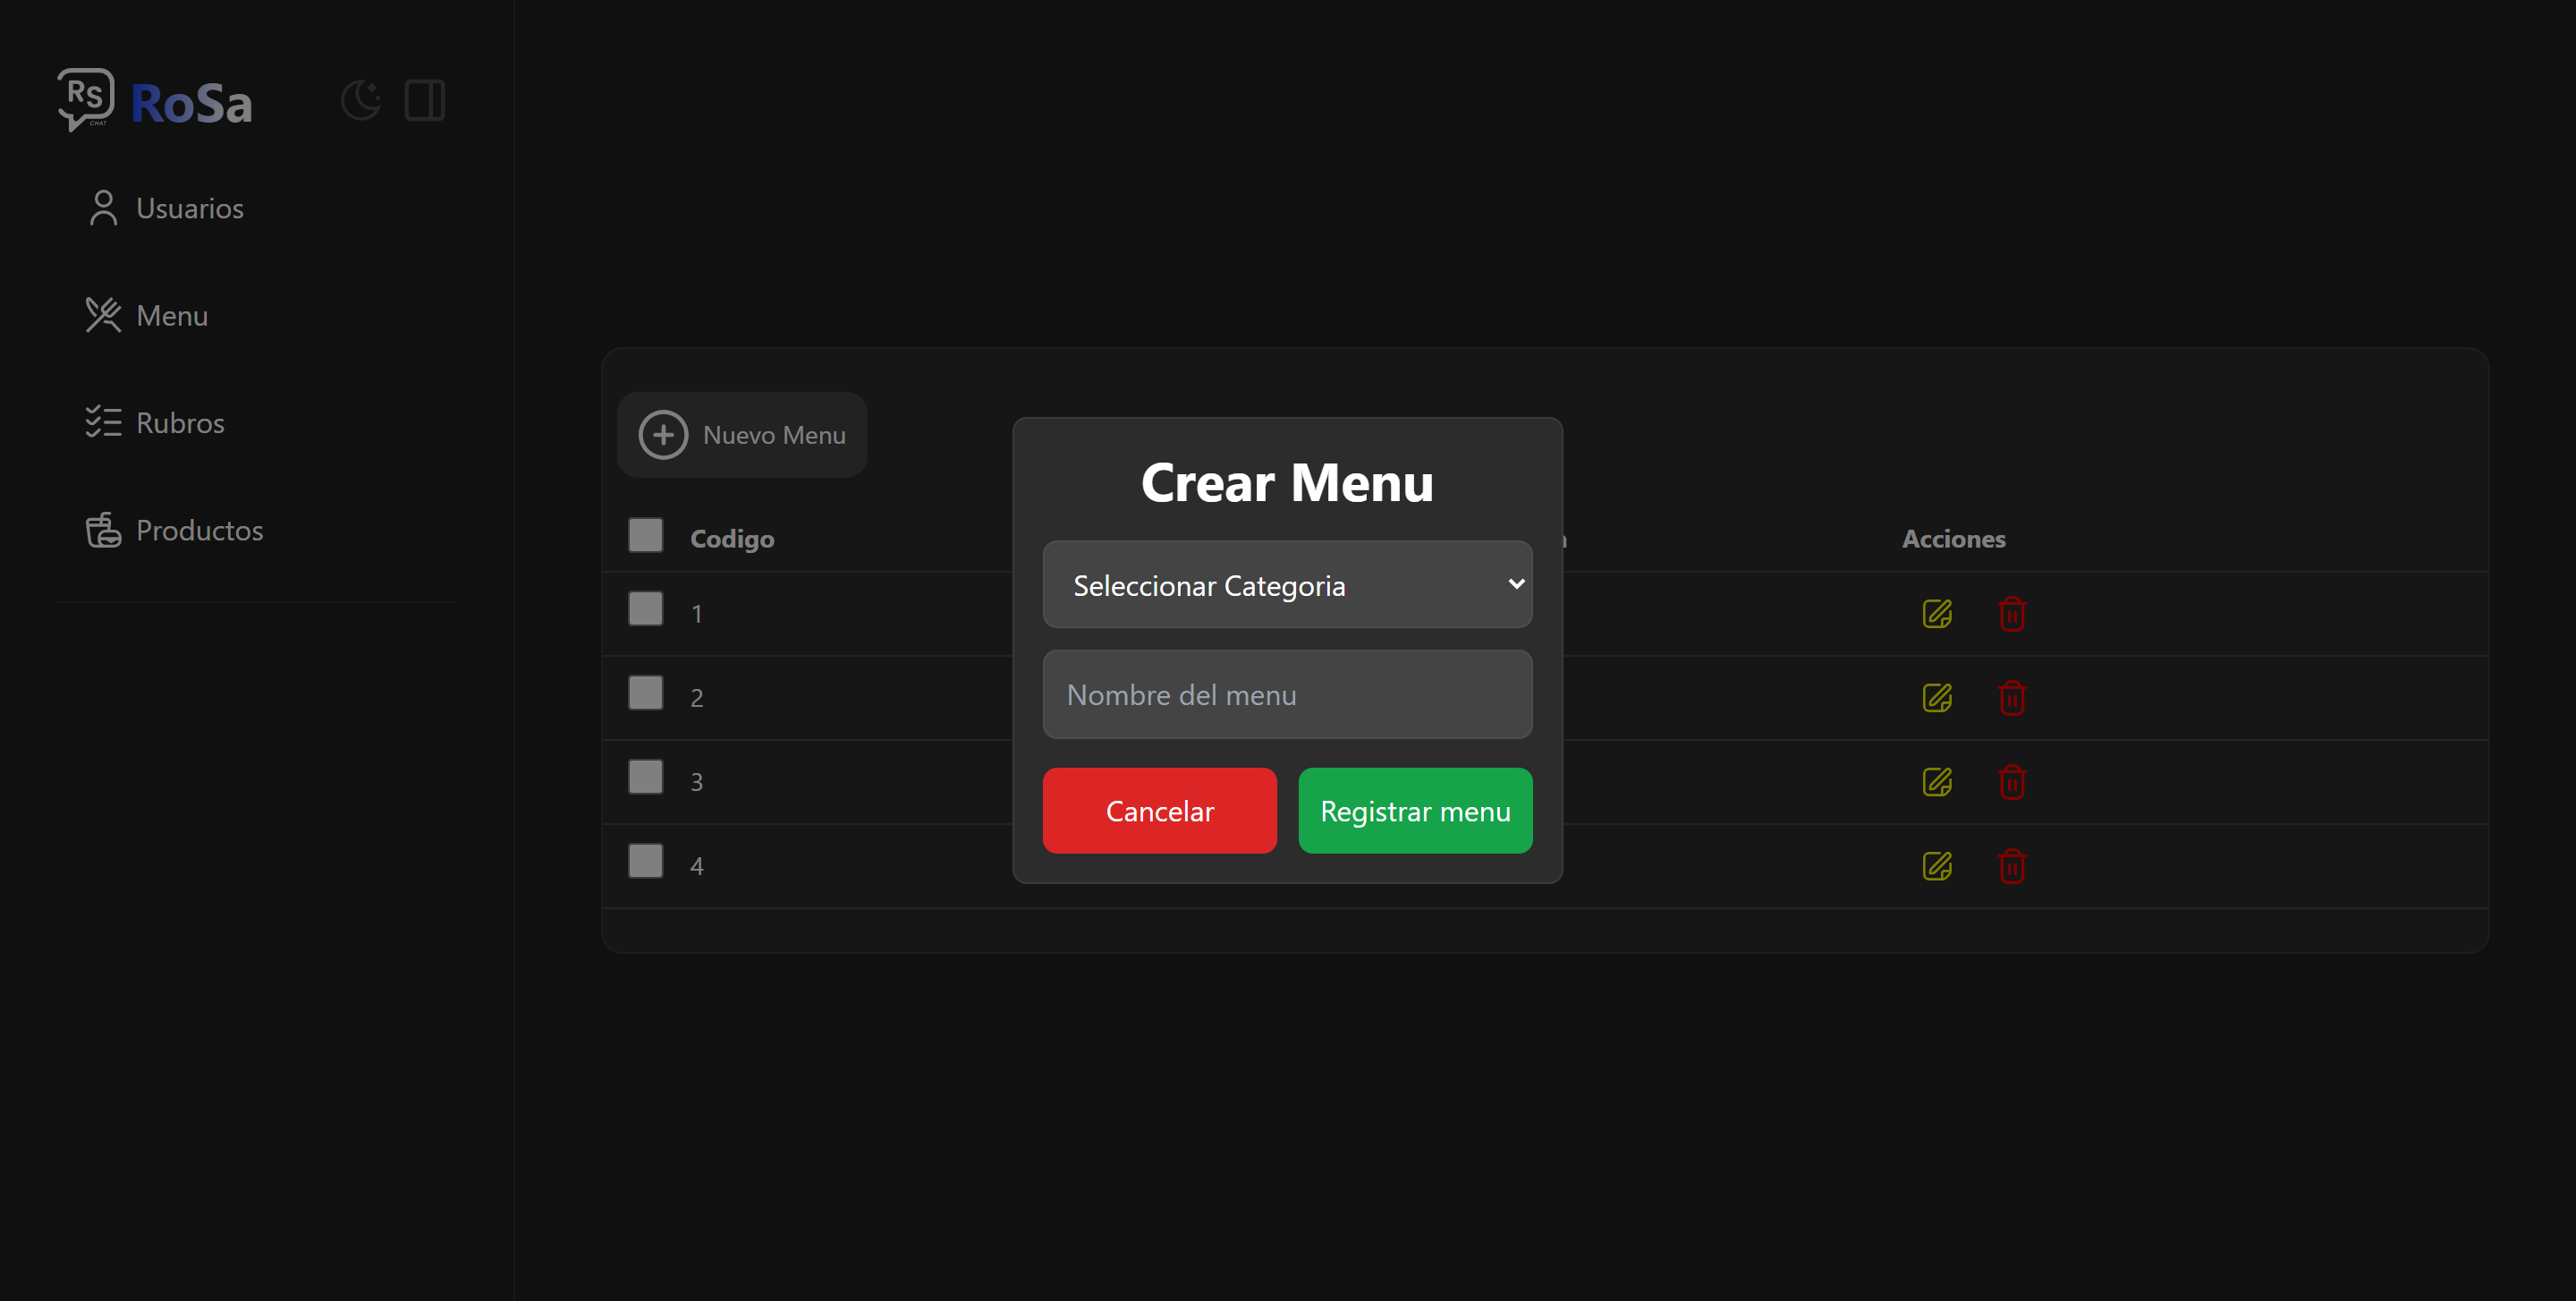 RS
CHAT
RoSa
Usuarios
Menu
Rubros
Productos
Nuevo Menu
Codigo
Acciones
1
2
3
4
Crear Menu
Seleccionar Categoria
Nombre del menu
Cancelar
Registrar menu